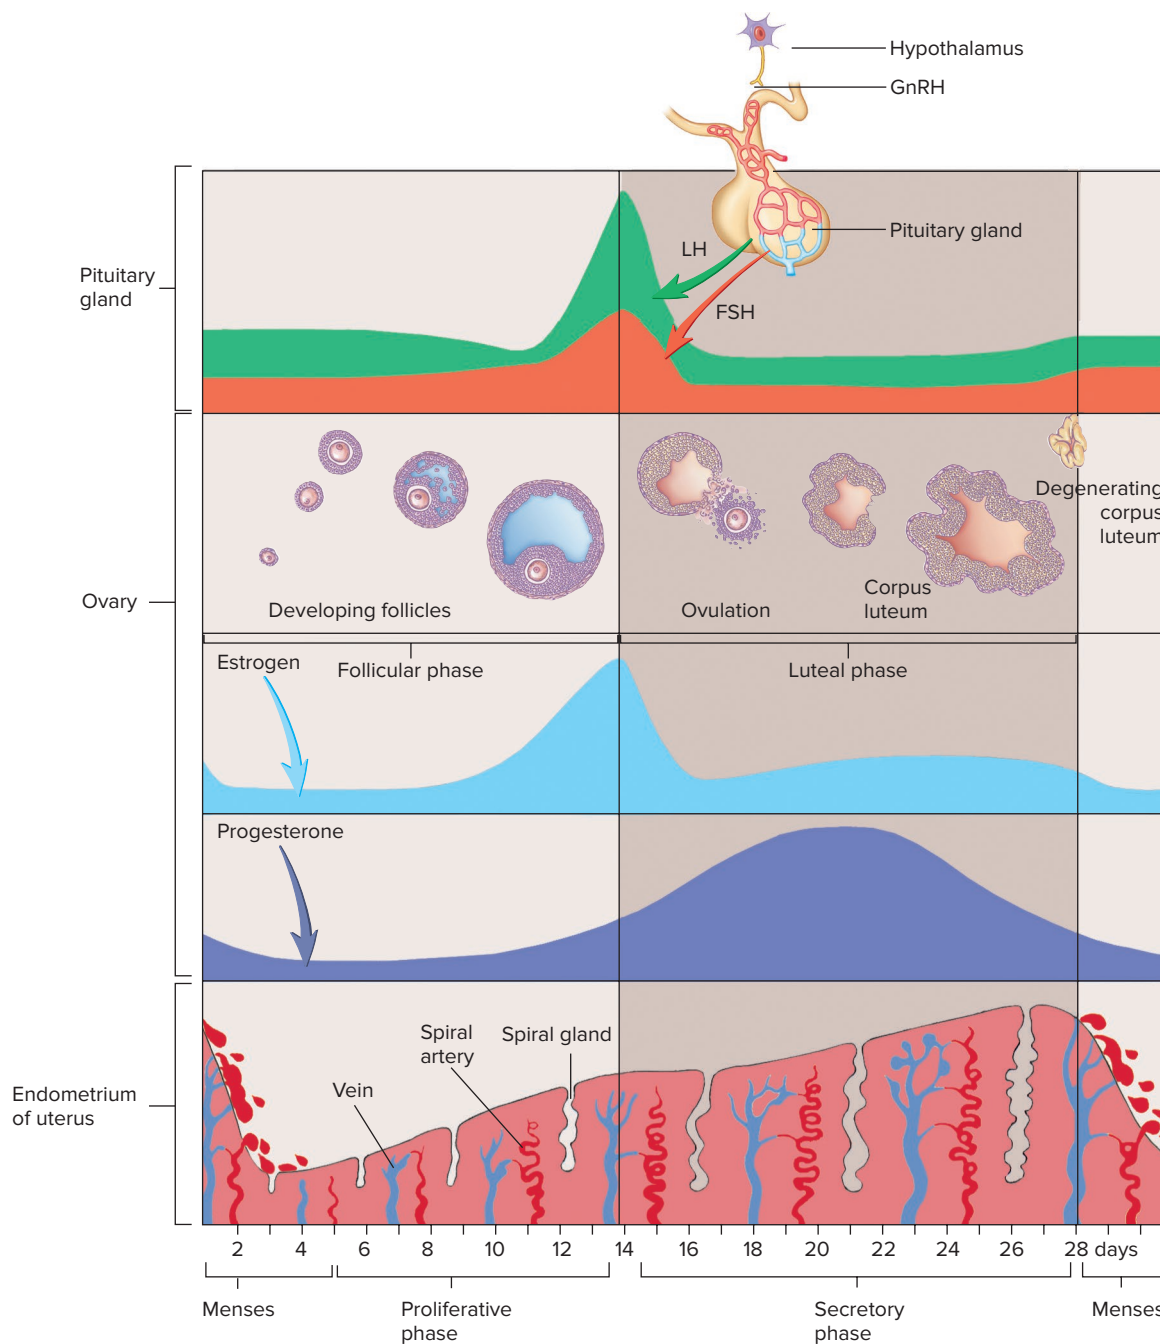 Hypothalamus
GnRH
Pituitary gland
LH
FSH
Pituitary
gland
Degenerating
corpus
luteum
Corpus
luteum
Ovulation
Developing follicles
Ovary
Estrogen
Follicular phase
Luteal phase
Progesterone
Spiral
artery
Spiral gland
Vein
Endometrium
of uterus
2 4 6 8 10 12 14 16 18 20 22 24 26 28 days
Menses
Proliferative
phase
Secretory
phase
Menses